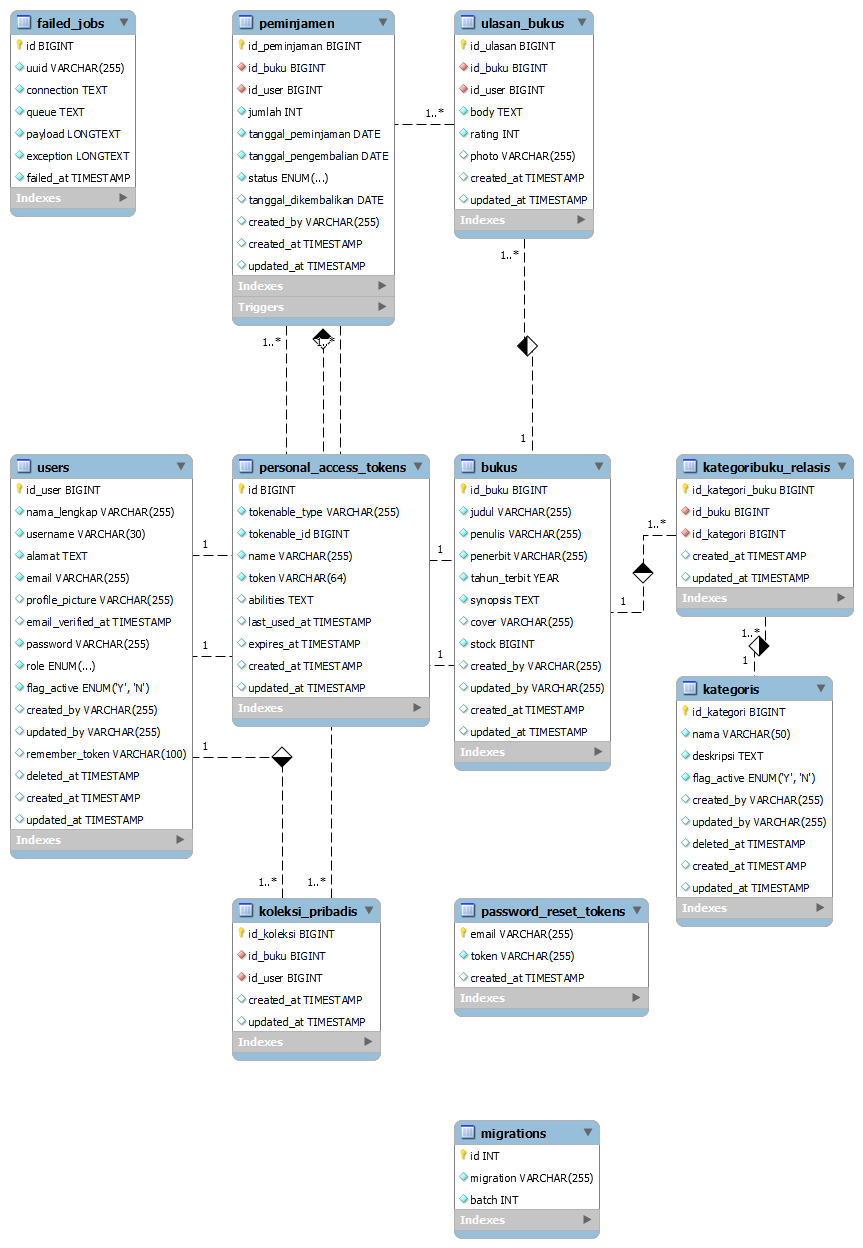 failed_jobs
id BIGINT
uuid VARCHAR(255)
connection TEXT
queue TEXT
payload LONGTEXT
exception LONGTEXT
failed_at TIMESTAMP
Indexes
peminjamen
id_peminjaman BIGINT
id_buku BIGINT
id_user BIGINT
jumlah INT
tanggal_peminjaman DATE
tanggal_pengembalian DATE
status ENUM(...)
tanggal_dikembalikan DATE
created_by VARCHAR(255)
created_at TIMESTAMP
updated_at TIMESTAMP
Indexes
Triggers
ulasan_bukus
id_ulasan BIGINT
id_buku BIGINT
id_user BIGINT
body TEXT
rating INT
photo VARCHAR(255)
created_at TIMESTAMP
updated_at TIMESTAMP
Indexes
1..*
1..*
1..*
1..*
1
users
id_user BIGINT
nama_lengkap VARCHAR(255)
username VARCHAR(30)
alamat TEXT
email VARCHAR(255)
profile_picture VARCHAR(255)
email_verified_at TIMESTAMP
password VARCHAR(255)
role ENUM(...)
flag_active ENUM('Y', 'N')
created_by VARCHAR(255)
updated_by VARCHAR(255)
remember_token VARCHAR(100)
deleted_at TIMESTAMP
created_at TIMESTAMP
updated_at TIMESTAMP
Indexes
1
1
1
personal_access_tokens
id BIGINT
tokenable_type VARCHAR(255)
tokenable_id BIGINT
name VARCHAR(255)
token VARCHAR(64)
abilities TEXT
last_used_at TIMESTAMP
expires_at TIMESTAMP
created_at TIMESTAMP
updated_at TIMESTAMP
Indexes
1
1
bukus
id_buku BIGINT
judul VARCHAR(255)
penulis VARCHAR(255)
penerbit VARCHAR(255)
tahun_terbit YEAR
synopsis TEXT
cover VARCHAR(255)
stock BIGINT
created_by VARCHAR(255)
updated_by VARCHAR(255)
created_at TIMESTAMP
updated_at TIMESTAMP
Indexes
1..*
1
kategoribuku_relasis
id_kategori_buku BIGINT
id_buku BIGINT
id_kategori BIGINT
created_at TIMESTAMP
updated_at TIMESTAMP
Indexes
1..*
1
kategoris
id_kategori BIGINT
nama VARCHAR(50)
deskripsi TEXT
flag_active ENUM('Y', 'N')
created_by VARCHAR(255)
updated_by VARCHAR(255)
deleted_at TIMESTAMP
created_at TIMESTAMP
updated_at TIMESTAMP
Indexes
1..*
1..*
koleksi_pribadis
id_koleksi BIGINT
id_buku BIGINT
id_user BIGINT
created_at TIMESTAMP
updated_at TIMESTAMP
Indexes
password_reset_tokens
email VARCHAR(255)
token VARCHAR(255)
created_at TIMESTAMP
Indexes
migrations
id INT
migration VARCHAR(255)
batch INT
Indexes